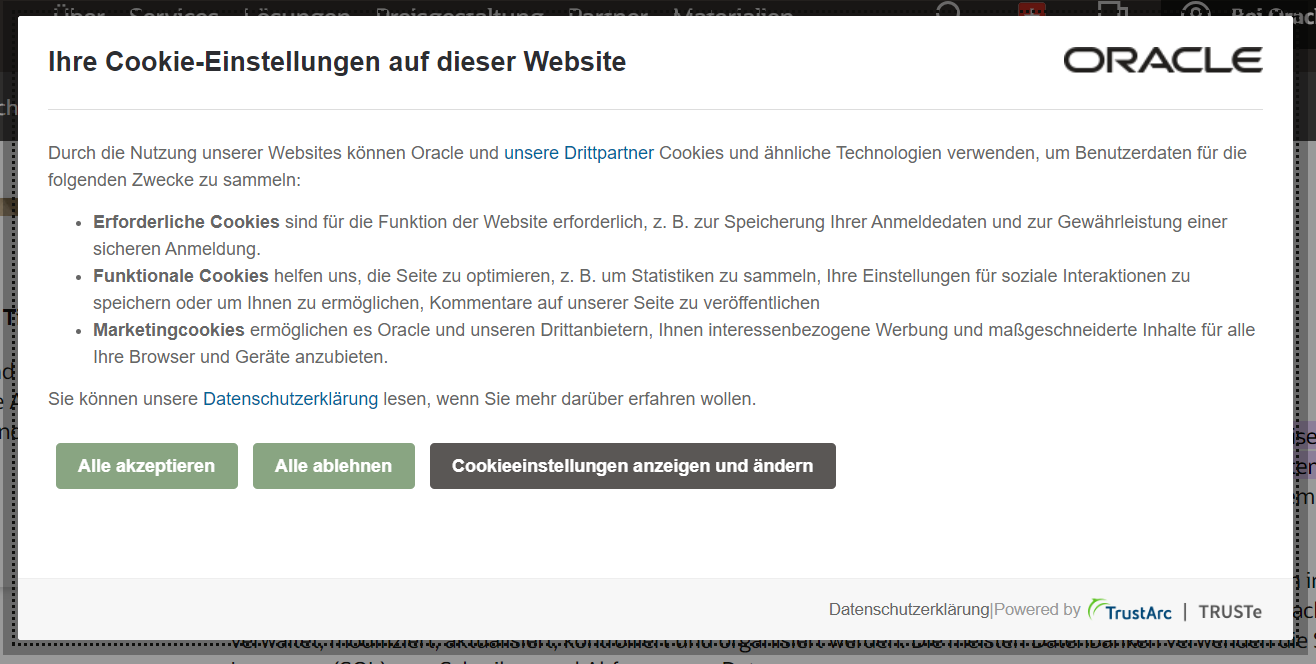 Ihre Cookie-Einstellungen auf dieser Website
ORACLE
Durch die Nutzung unserer Websites können Oracle und unsere Drittpartner Cookies und ähnliche Technologien verwenden, um Benutzerdaten für die
folgenden Zwecke zu sammeln:
• Erforderliche Cookies sind für die Funktion der Website erforderlich, z. B. zur Speicherung Ihrer Anmeldedaten und zur Gewährleistung einer
sicheren Anmeldung.
• Funktionale Cookies helfen uns, die Seite zu optimieren, z. B. um Statistiken zu sammeln, Ihre Einstellungen für soziale Interaktionen zu
speichern oder um Ihnen zu ermöglichen, Kommentare auf unserer Seite zu veröffentlichen
• Marketingcookies ermöglichen es Oracle und unseren Drittanbietern, Ihnen interessenbezogene Werbung und maßgeschneiderte Inhalte für alle
Ihre Browser und Geräte anzubieten.
Sie können unsere Datenschutzerklärung lesen, wenn Sie mehr darüber erfahren wollen.
Alle akzeptieren
Alle ablehnen
Cookieeinstellungen anzeigen und ändern
Datenschutzerklärung|Powered by TrustArc | TRUSTe